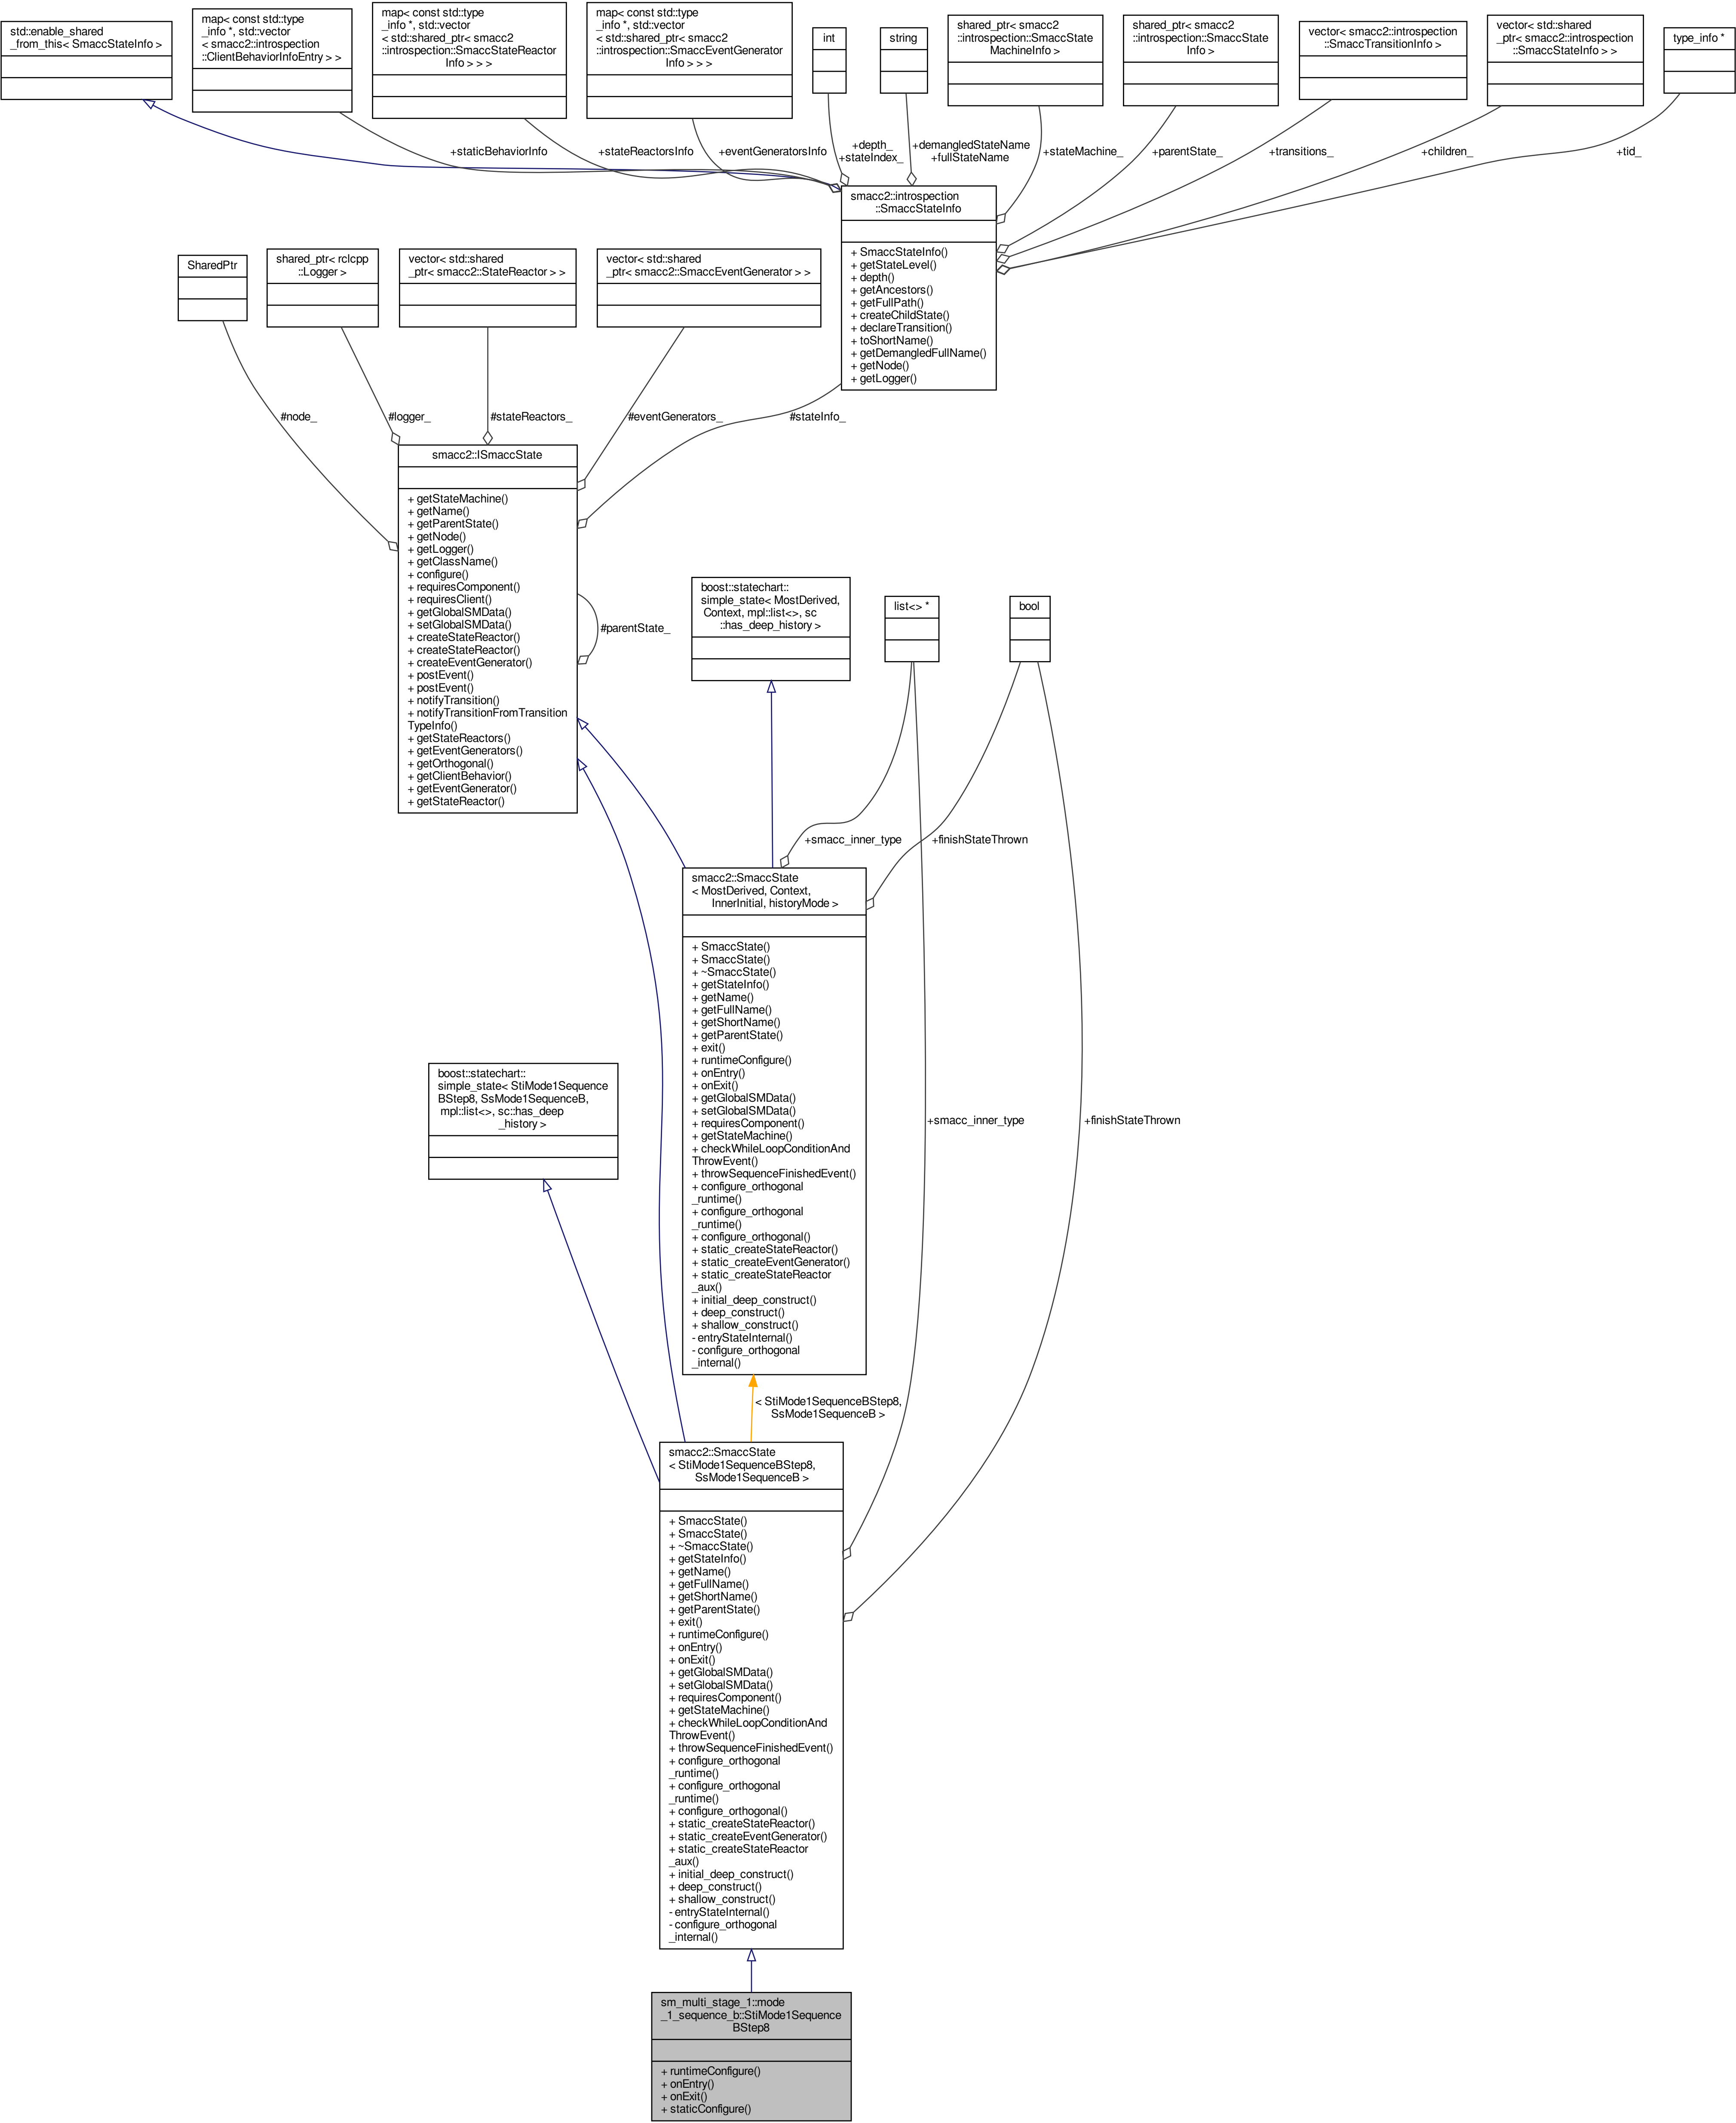 std::enable_shared
_from_this< SmaccStateInfo >
map< const std::type
_info *, std::vector
< smacc2::introspection
::ClientBehaviorInfoEntry > >
map< const std::type
_info *, std::vector
< std::shared_ptr< smacc2
::introspection::SmaccStateReactor
Info > > >
map< const std::type
_info *, std::vector
< std::shared_ptr< smacc2
::introspection::SmaccEventGenerator
Info > > >
int
string
shared_ptr< smacc2
::introspection::SmaccState
MachineInfo >
shared_ptr< smacc2
::introspection::SmaccState
Info >
vector< smacc2::introspection
::SmaccTransitionInfo >
vector< std::shared
_ptr< smacc2::introspection
::SmaccStateInfo > >
type_info *
+staticBehaviorInfo
+stateReactorsInfo
+eventGeneratorsInfo
+depth_
+stateIndex_
+demangledStateName
+fullStateName
+stateMachine_
+parentState_
+transitions_
+children_
+tid_
smacc2::introspection
::SmaccStateInfo
+ SmaccStateInfo()
+ getStateLevel()
+ depth()
+ getAncestors()
+ getFullPath()
+ createChildState()
+ declareTransition()
+ toShortName()
+ getDemangledFullName()
+ getNode()
+ getLogger()
SharedPtr
shared_ptr< rclcpp
::Logger >
vector< std::shared
_ptr< smacc2::StateReactor > >
vector< std::shared
_ptr< smacc2::SmaccEventGenerator > >
#node_
#logger_
#stateReactors_
#eventGenerators_
#stateInfo_
smacc2::ISmaccState
+ getStateMachine()
+ getName()
+ getParentState()
+ getNode()
+ getLogger()
+ getClassName()
+ configure()
+ requiresComponent()
+ requiresClient()
+ getGlobalSMData()
+ setGlobalSMData()
+ createStateReactor()
+ createStateReactor()
+ createEventGenerator()
+ postEvent()
+ postEvent()
+ notifyTransition()
+ notifyTransitionFromTransition
TypeInfo()
+ getStateReactors()
+ getEventGenerators()
+ getOrthogonal()
+ getClientBehavior()
+ getEventGenerator()
+ getStateReactor()
#parentState_
boost::statechart::
simple_state< MostDerived,
Context, mpl::list<>, sc
::has_deep_history >
list<> *
bool
+smacc_inner_type
+finishStateThrown
smacc2::SmaccState
< MostDerived, Context,
InnerInitial, historyMode >
+ SmaccState()
+ SmaccState()
+ ~SmaccState()
+ getStateInfo()
+ getName()
+ getFullName()
+ getShortName()
+ getParentState()
+ exit()
+ runtimeConfigure()
+ onEntry()
+ onExit()
+ getGlobalSMData()
+ setGlobalSMData()
+ requiresComponent()
+ getStateMachine()
+ checkWhileLoopConditionAnd
ThrowEvent()
+ throwSequenceFinishedEvent()
+ configure_orthogonal
_runtime()
+ configure_orthogonal
_runtime()
+ configure_orthogonal()
+ static_createStateReactor()
+ static_createEventGenerator()
+ static_createStateReactor
_aux()
+ initial_deep_construct()
+ deep_construct()
+ shallow_construct()
- entryStateInternal()
- configure_orthogonal
_internal()
boost::statechart::
simple_state< StiMode1Sequence
BStep8, SsMode1SequenceB,
mpl::list<>, sc::has_deep
_history >
+smacc_inner_type
+finishStateThrown
< StiMode1SequenceBStep8,
SsMode1SequenceB >
smacc2::SmaccState
< StiMode1SequenceBStep8,
SsMode1SequenceB >
+ SmaccState()
+ SmaccState()
+ ~SmaccState()
+ getStateInfo()
+ getName()
+ getFullName()
+ getShortName()
+ getParentState()
+ exit()
+ runtimeConfigure()
+ onEntry()
+ onExit()
+ getGlobalSMData()
+ setGlobalSMData()
+ requiresComponent()
+ getStateMachine()
+ checkWhileLoopConditionAnd
ThrowEvent()
+ throwSequenceFinishedEvent()
+ configure_orthogonal
_runtime()
+ configure_orthogonal
_runtime()
+ configure_orthogonal()
+ static_createStateReactor()
+ static_createEventGenerator()
+ static_createStateReactor
_aux()
+ initial_deep_construct()
+ deep_construct()
+ shallow_construct()
- entryStateInternal()
- configure_orthogonal
_internal()
sm_multi_stage_1::mode
_1_sequence_b::StiMode1Sequence
BStep8
+ runtimeConfigure()
+ onEntry()
+ onExit()
+ staticConfigure()